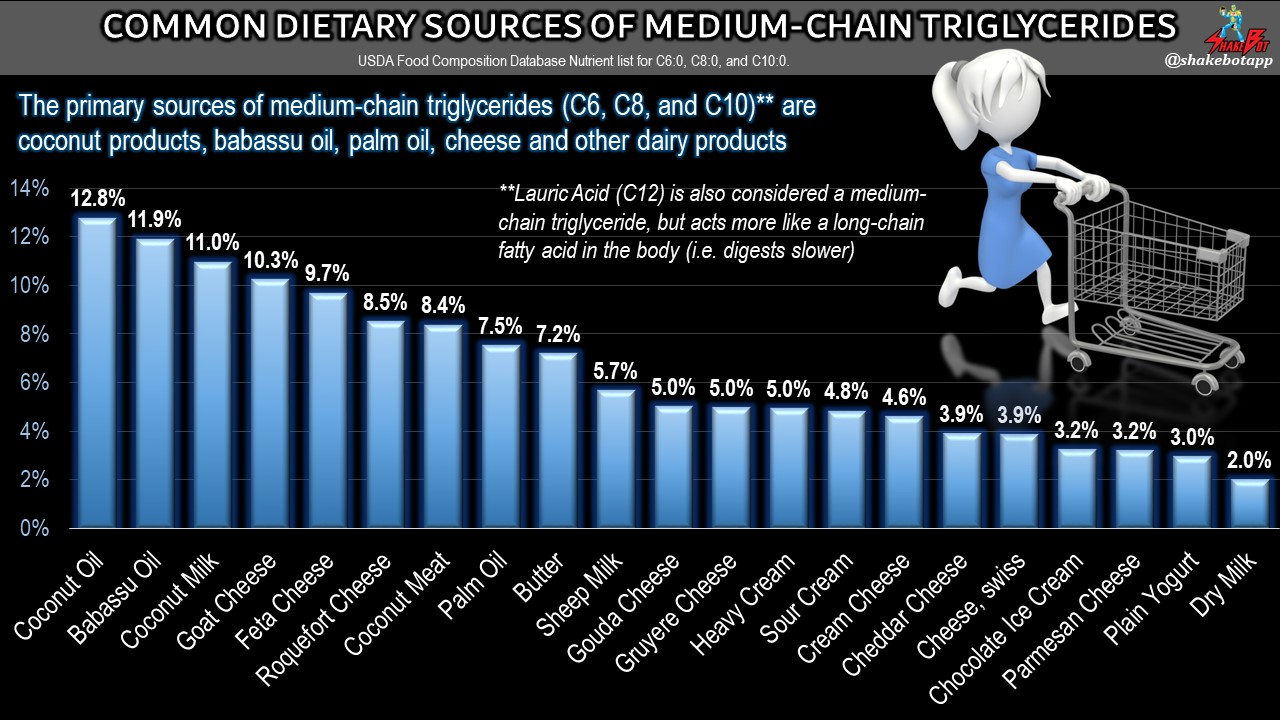 COMMON DIETARY SOURCES OF MEDIUM-CHAIN TRIGLYCERIDES
USDA Food Composition Database Nutrient list for C6:0, C8:0, and C10:0.
SHAKEBOT
@shakebotapp
The primary sources of medium-chain triglycerides (C6, C8, and C10)** are
coconut products, babassu oil, palm oil, cheese and other dairy products
**Lauric Acid (C12) is also considered a medium-
chain triglyceride, but acts more like a long-chain
fatty acid in the body (i.e. digests slower)
14%
12%
10%
8%
6%
4%
2%
0%
12.8%
11.9%
11.0%
10.3%
9.7%
8.5%
8.4%
7.5%
7.2%
5.7%
5.0%
5.0%
5.0%
4.8%
4.6%
3.9%
3.9%
3.2%
3.2%
3.0%
2.0%
Coconut Oil
Babassu Oil
Coconut Milk
Goat Cheese
Feta Cheese
Roquefort Cheese
Coconut Meat
Palm Oil
Butter
Sheep Milk
Gouda Cheese
Gruyere Cheese
Heavy Cream
Sour Cream
Cream Cheese
Cheddar Cheese
Cheese, swiss
Chocolate Ice Cream
Parmesan Cheese
Plain Yogurt
Dry Milk